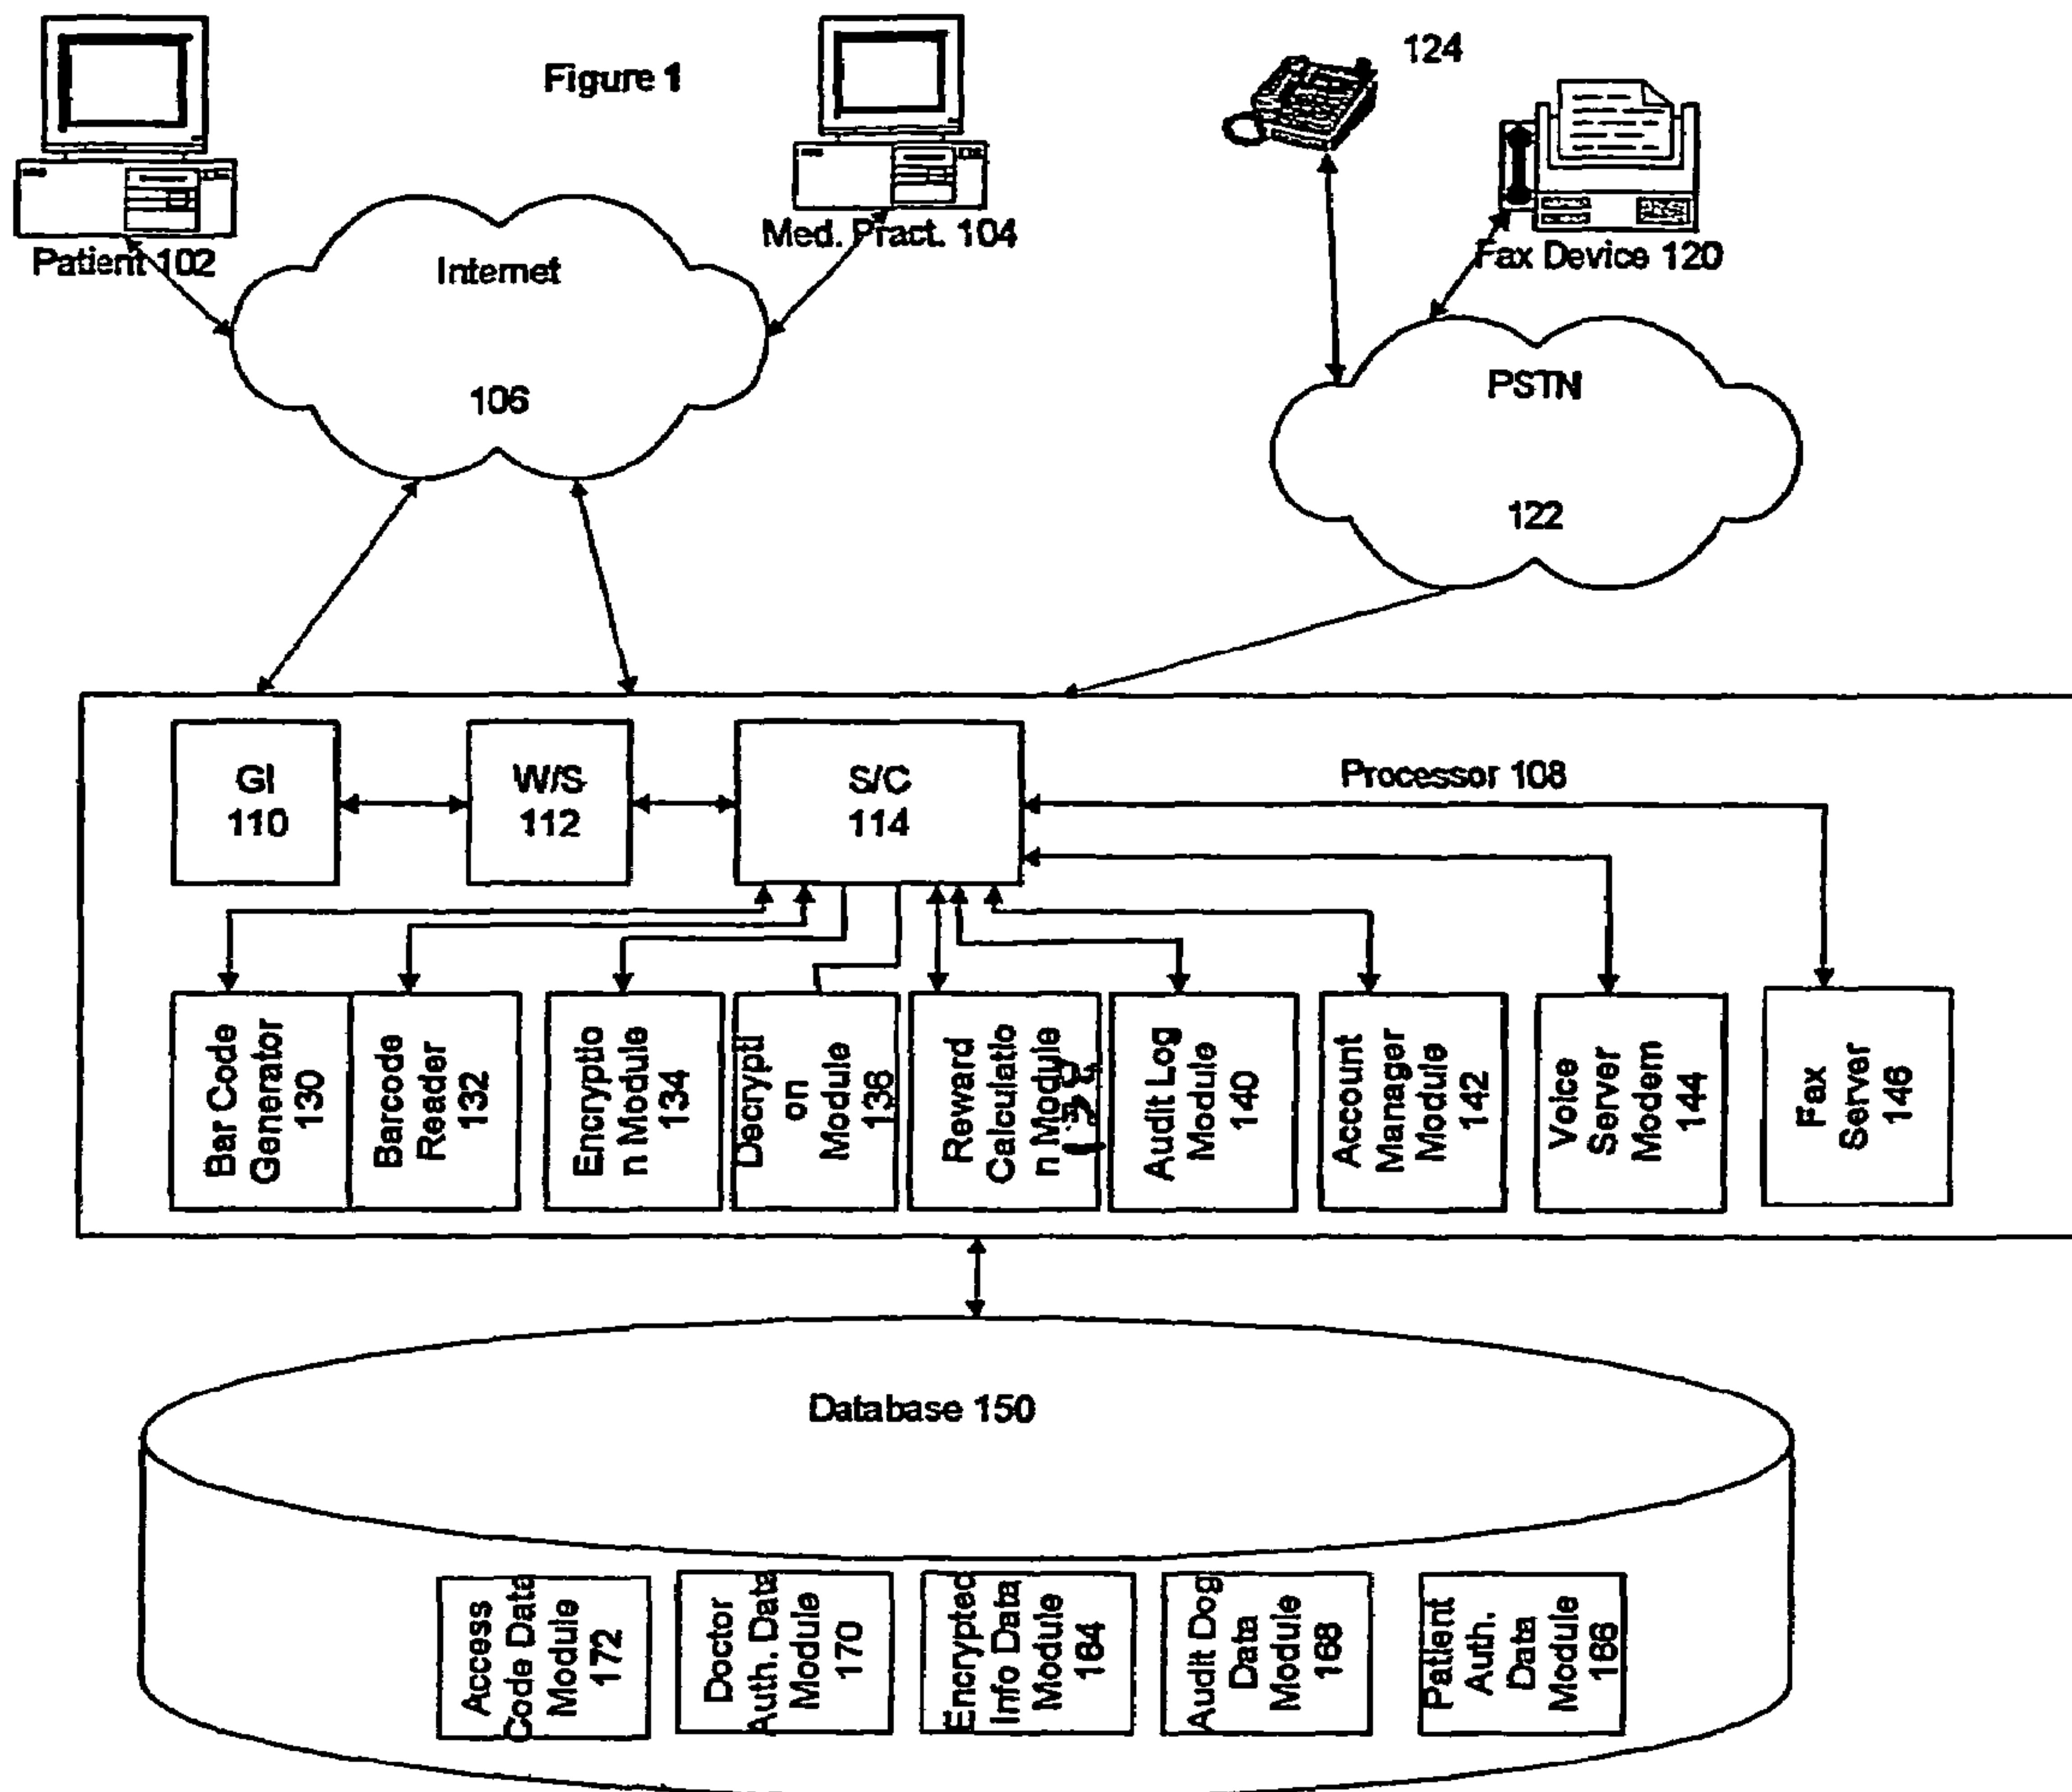 Figure 1
124
Patient 102
Med. Pract. 104
Fax Device 120
Internet
106
PSTN
122
GI
110
W/S
112
S/C
114
Processor 108
Bar Code
Generator
130
Barcode
Reader
132
Encryptio
n Module
134
Decrypti
on
Module
136
Reward
Calculatio
n Module
138
Audit Log
Module
140
Account
Manager
Module
142
Voice
Server
Modem
144
Fax
Server
146
Database 150
Access
Code Data
Module
172
Doctor
Auth. Data
Module
170
Encrypted
Info Data
Module
164
Audit Dog
Data
Module
168
Patient
Auth.
Data
Module
166